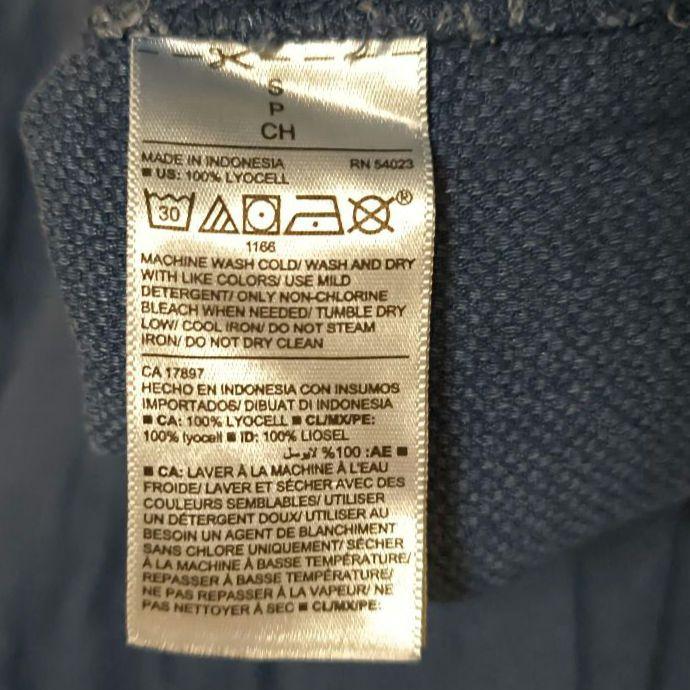 S
P
CH
MADE IN INDONESIA RN 54023
■ US: 100% LYOCELL
30 ®
1166
MACHINE WASH COLD/ WASH AND DRY
WITH LIKE COLORS/ USE MILD
DETERGENT/ ONLY NON-CHLORINE
BLEACH WHEN NEEDED/ TUMBLE DRY
LOW/ COOL IRON/ DO NOT STEAM
IRON/ DO NOT DRY CLEAN
CA 17897
HECHO EN INDONESIA CON INSUMOS
IMPORTADOS/ DIBUAT DI INDONESIA
■ CA: 100% LYOCELL ■ CL/MX/PE:
100% lyocell ■ ID: 100% LIOSEL
■ AE: 100% لايوسل
■ CA: LAVER À LA MACHINE À L'EAU
FROIDE/ LAVER ET SÉCHER AVEC DES
COULEURS SEMBLABLES/ UTILISER
UN DÉTERGENT DOUX/ UTILISER AU
BESOIN UN AGENT DE BLANCHIMENT
SANS CHLORE UNIQUEMENT/ SÉCHER
À LA MACHINE À BASSE TEMPÉRATURE/
REPASSER À BASSE TEMPÉRATURE/
NE PAS REPASSER À LA VAPEUR/ NE
PAS NETTOYER À SEC ■ CL/MX/PE: